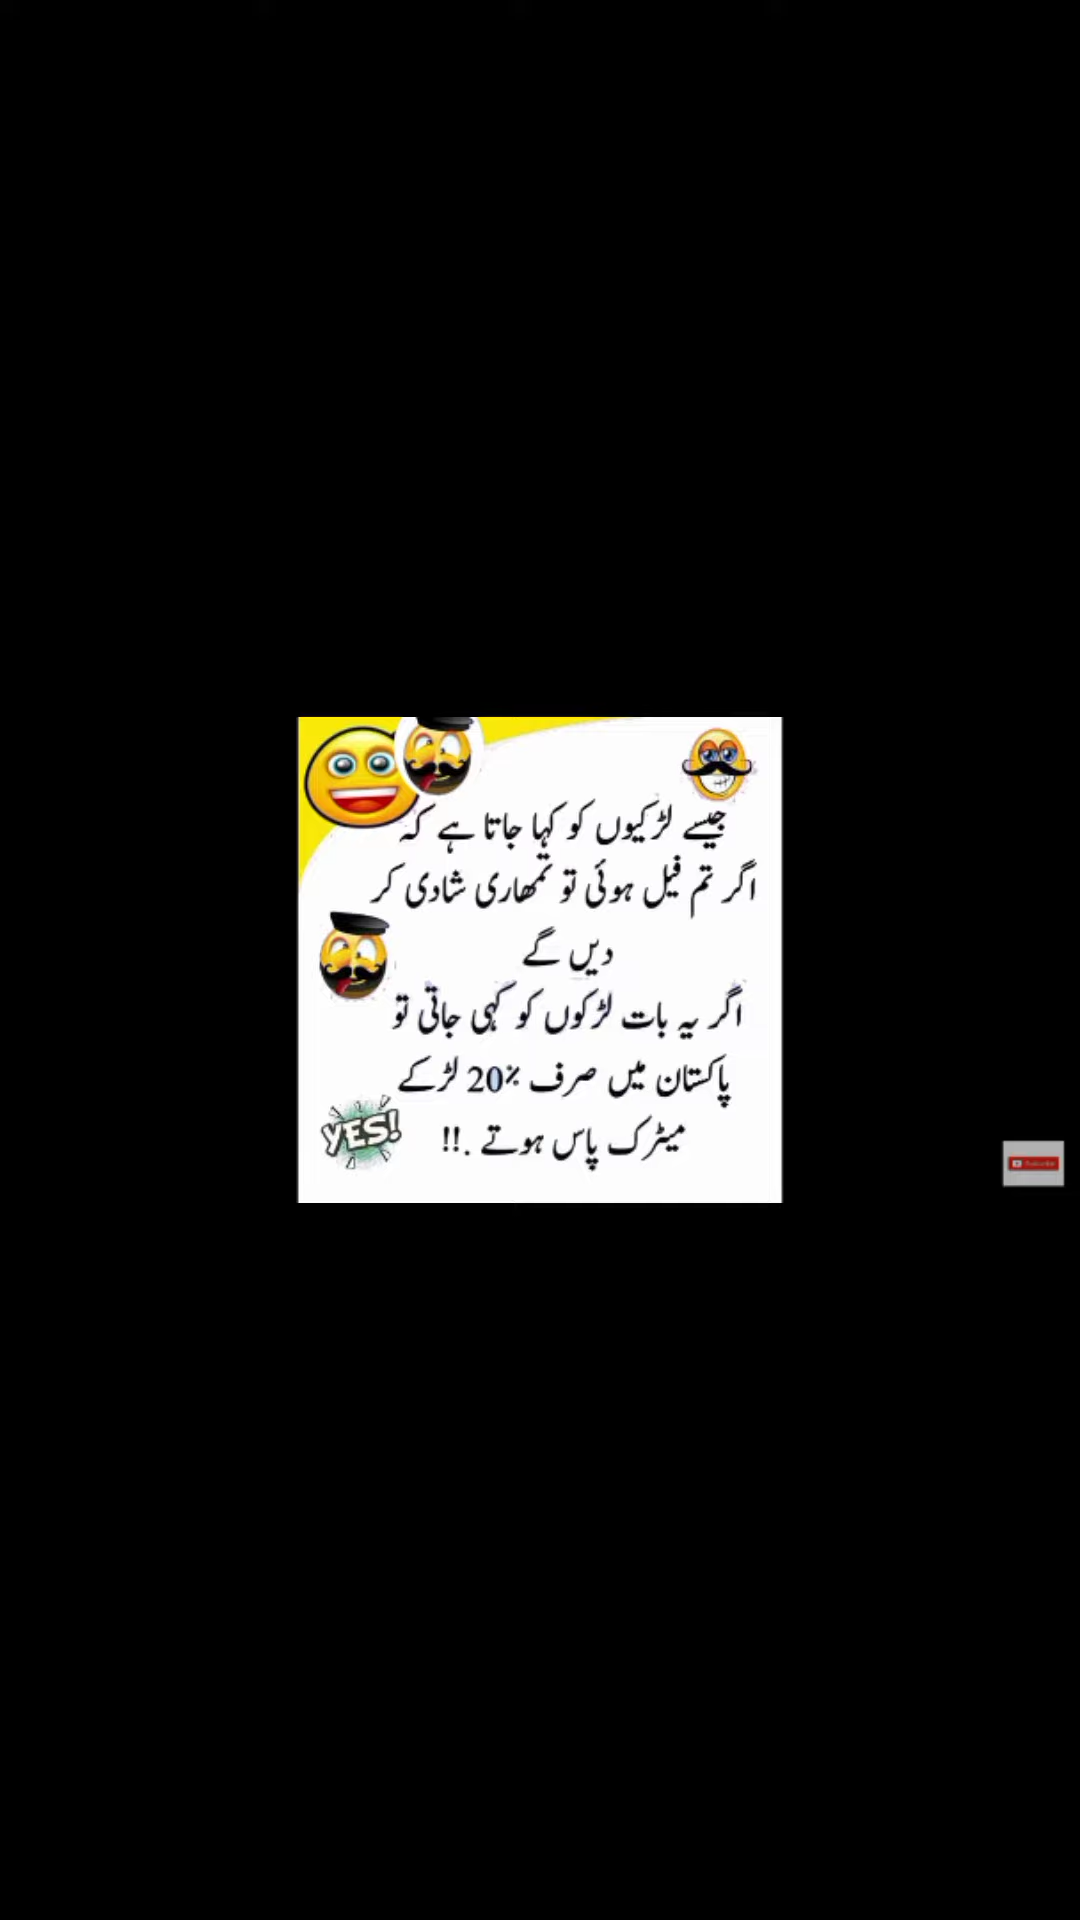 جیسے لڑکیوں کو کہا جاتا ہے کہ
اگر تم فیل ہوئی تو تمھاری شادی کر
دیں گے
اگر یہ بات لڑکوں کو کہی جاتی تو
پاکستان میں صرف 20% لڑکے
میٹرک پاس ہوتے .!!
YES!